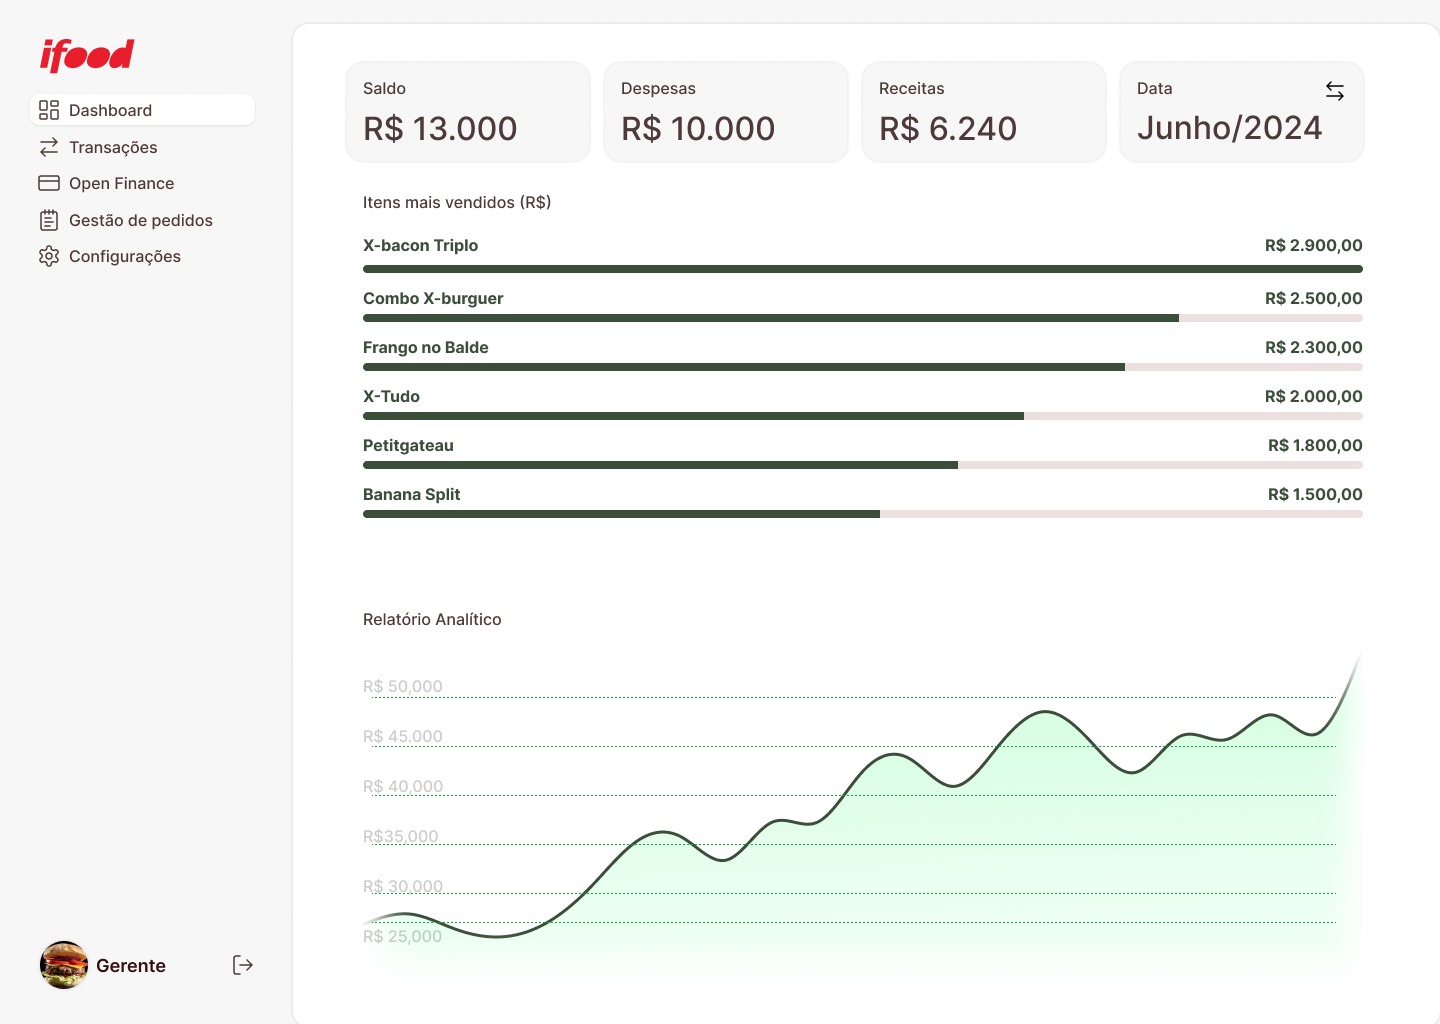 ifood
Dashboard
Transações
Open Finance
Gestão de pedidos
Configurações
Gerente
Saldo
R$ 13.000
Despesas
R$ 10.000
Receitas
R$ 6.240
Data
Junho/2024
Itens mais vendidos (R$)
X-bacon Triplo R$ 2.900,00
Combo X-burguer R$ 2.500,00
Frango no Balde R$ 2.300,00
X-Tudo R$ 2.000,00
Petitgateau R$ 1.800,00
Banana Split R$ 1.500,00
Relatório Analítico
R$ 50,000
R$ 45.000
R$ 40,000
R$35,000
R$ 30,000
R$ 25,000